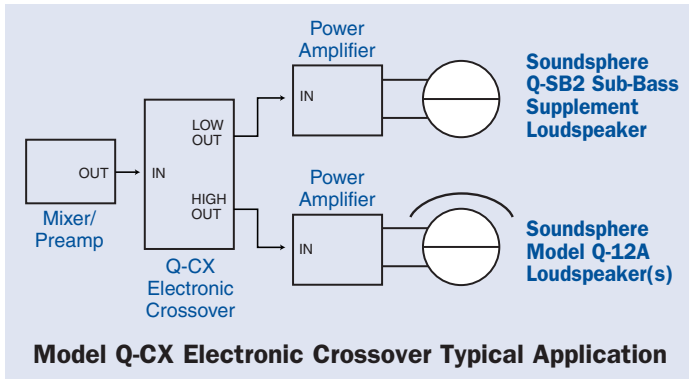 Power
Amplifier
IN
Soundsphere
Q-SB2 Sub-Bass
Supplement
Loudspeaker
OUT
Mixer/
Preamp
IN
LOW
OUT
HIGH
OUT
Q-CX
Electronic
Crossover
Power
Amplifier
IN
Soundsphere
Model Q-12A
Loudspeaker(s)
Model Q-CX Electronic Crossover Typical Application